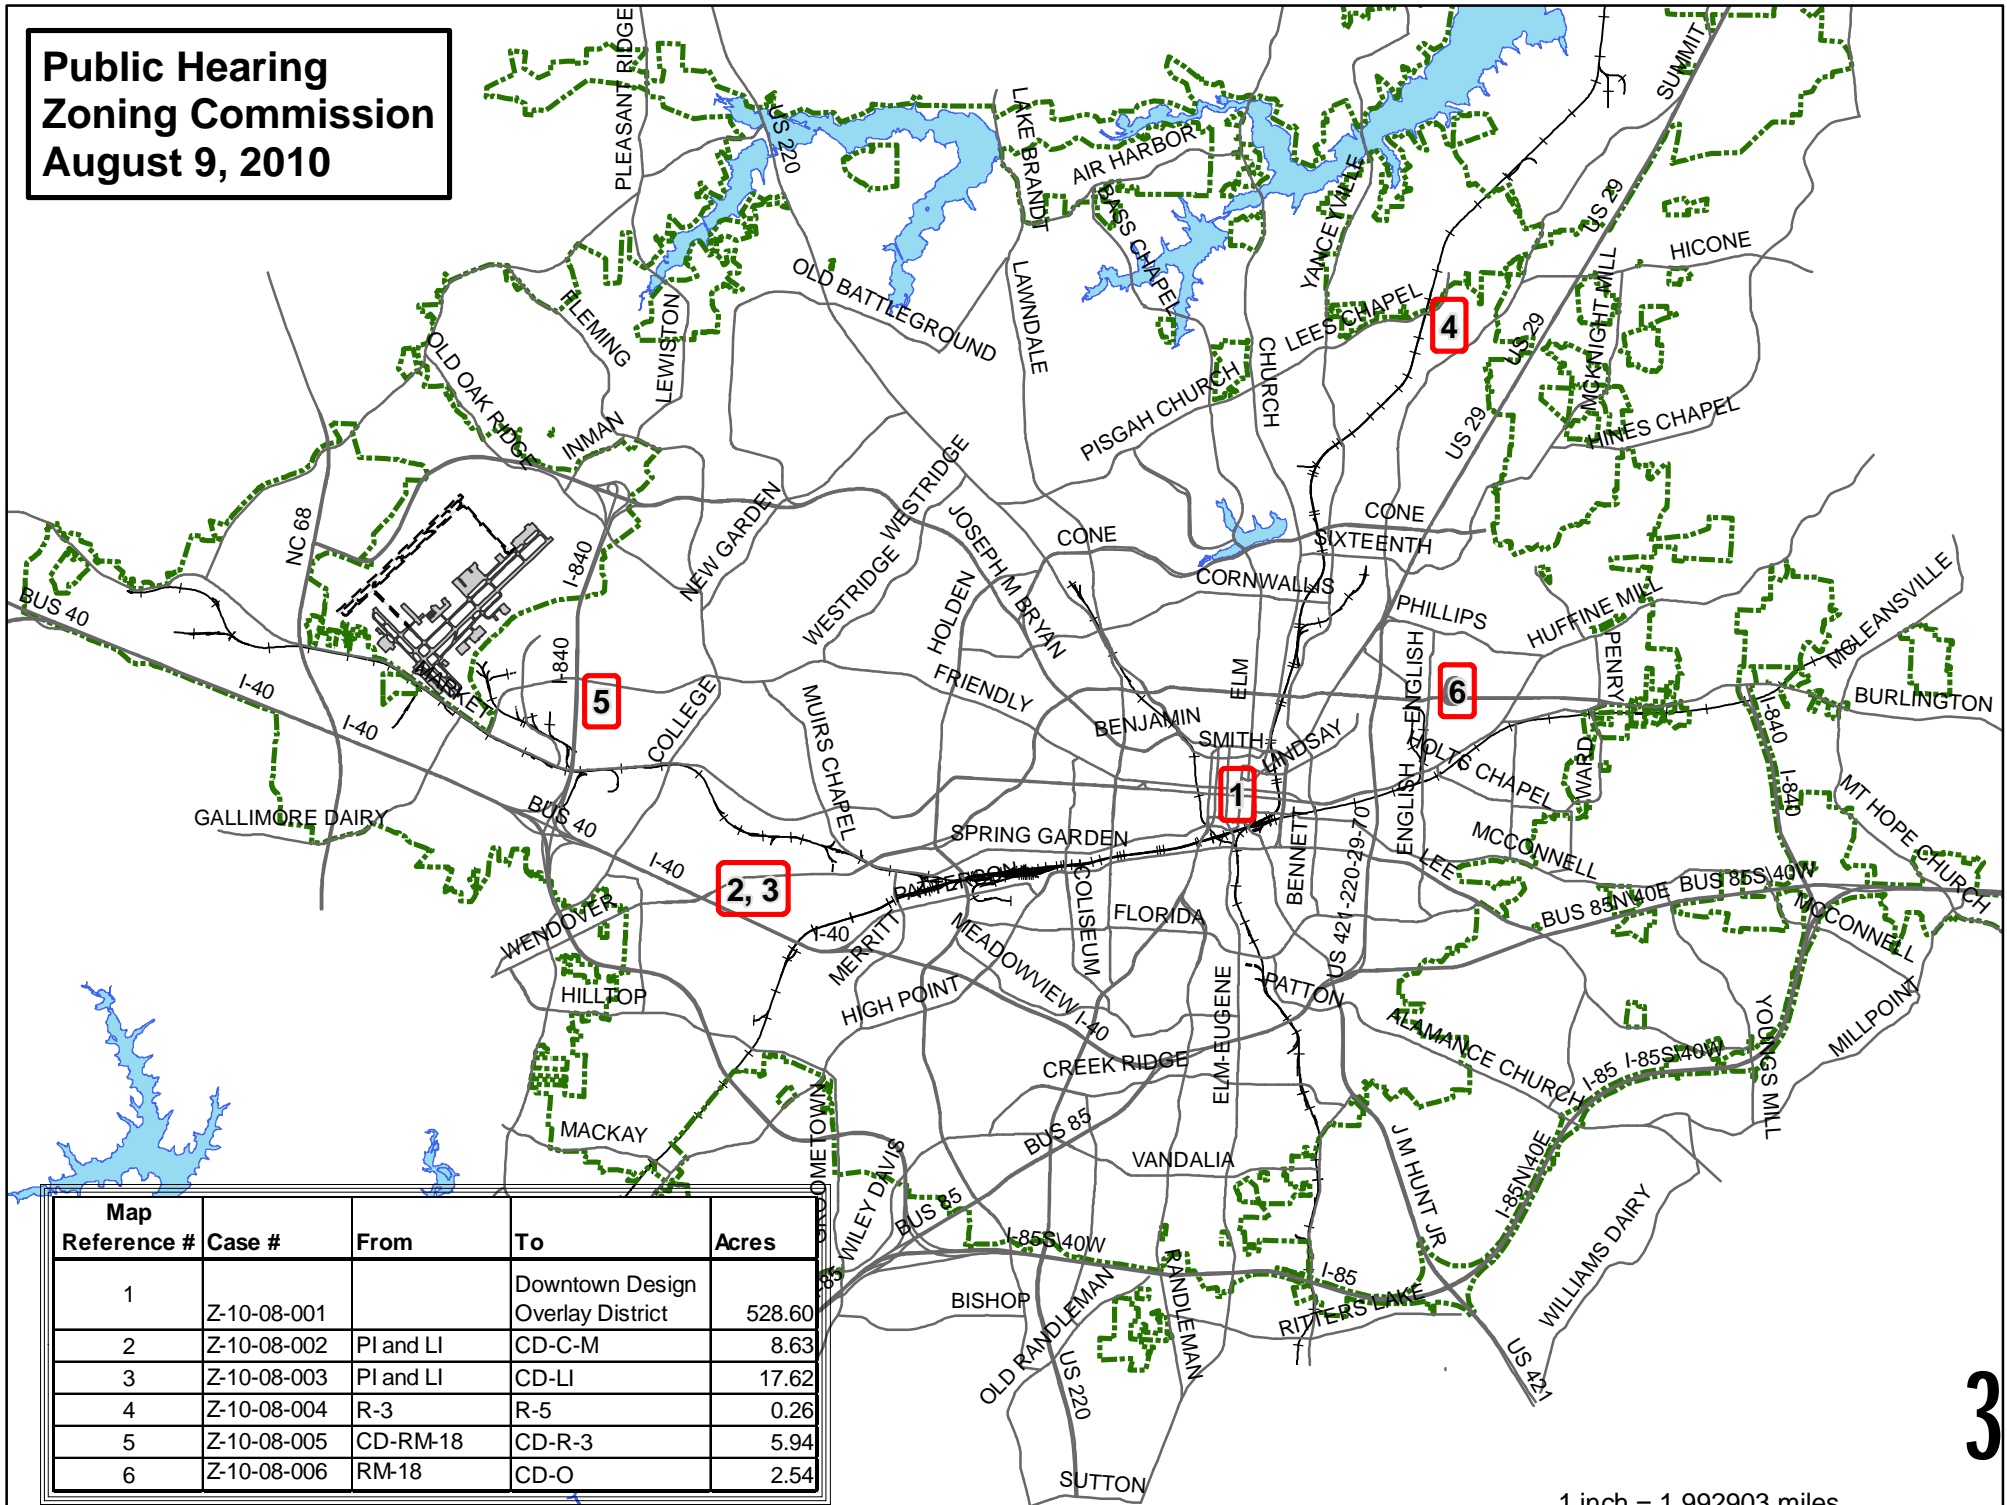 Public Hearing
Zoning Commission
August 9, 2010
PLEASANT RIDGE
US 220
LAKE BRANDT
AIR HARBOR
BASS CHAPEL
YANCEYVILLE
SUMMIT
US 29
HICONE
MCKNIGHT MILL
OLD BATTLEGROUND
LAWNDALE
LEES CHAPEL
4
US 29
FLEMING
LEWISTON
OLD OAK RIDGE
INMAN
PISGAH CHURCH
CHURCH
US 29
HINES CHAPEL
NC 68
I-840
NEW GARDEN
WESTRIDGE
WESTRIDGE
JOSEPH M BRYAN
HOLDEN
CONE
CONE
SIXTEENTH
CORNWALLIS
PHILLIPS
HUFFINE MILL
PENRY
MCLEANSVILLE
BUS 40
I-40
I-40
MARKET
I-840
5
COLLEGE
MUIRS CHAPEL
FRIENDLY
BENJAMIN
ELM
SMITH
LINDSAY
ENGLISH
6
BURLINGTON
I-840
I-840
HOLTS CHAPEL
WARD
MT HOPE CHURCH
GALLIMORE DAIRY
BUS 40
I-40
SPRING GARDEN
1
BENNETT
ENGLISH
MCCONNELL
LEE
US 421-220-29-70
2, 3
PATTERSON
COLISEUM
FLORIDA
BUS 85N\40E
BUS 85S\40W
MCCONNELL
WENDOVER
I-40
MERRITT
MEADOWVIEW
I-40
HILLTOP
HIGH POINT
ELM-EUGENE
PATTON
ALAMANCE CHURCH
YOUNGS MILL
MILLPOINT
CREEK RIDGE
I-85
I-85S\40W
MACKAY
GROOMETOWN
BUS 85
VANDALIA
J M HUNT JR
I-85N\40E
WILEY DAVIS
BUS 85
I-85S\40W
I-85
RANDLEMAN
I-85
RITTERS LAKE
WILLIAMS DAIRY
BISHOP
OLD RANDLEMAN
US 220
US 421
SUTTON
Map
Reference # Case # From To Acres
1 Z-10-08-001 Downtown Design
Overlay District 528.60
2 Z-10-08-002 PI and LI CD-C-M 8.63
3 Z-10-08-003 PI and LI CD-LI 17.62
4 Z-10-08-004 R-3 R-5 0.26
5 Z-10-08-005 CD-RM-18 CD-R-3 5.94
6 Z-10-08-006 RM-18 CD-O 2.54
3
1 inch = 1.992903 miles